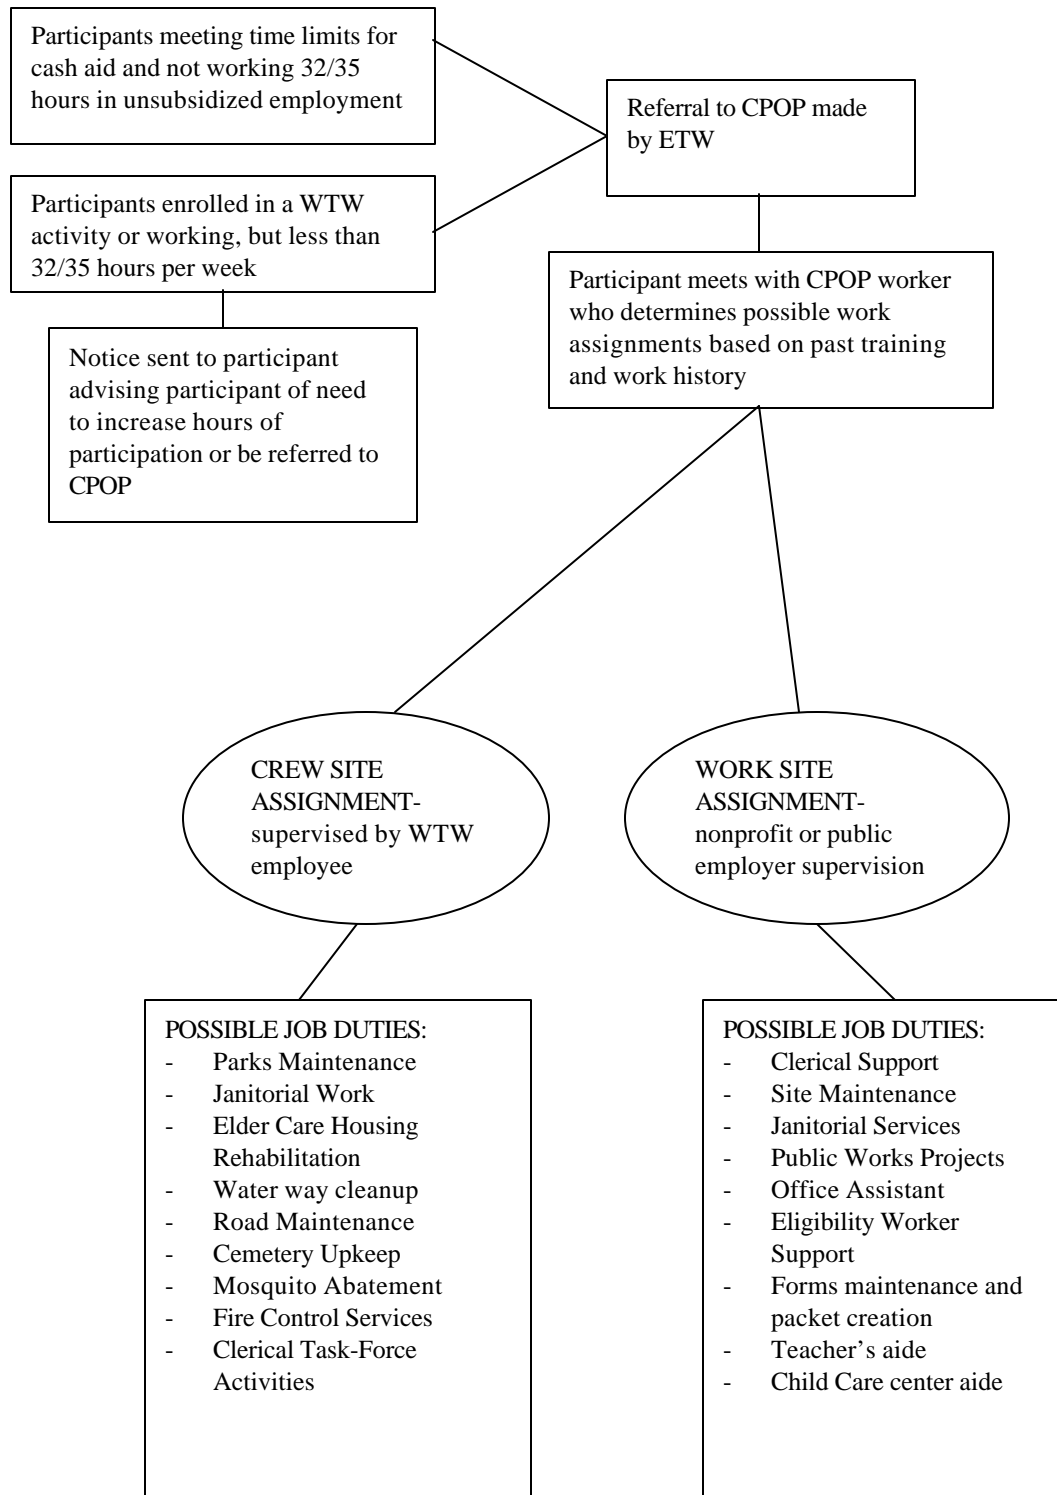 Participants meeting time limits for
cash aid and not working 32/35
hours in unsubsidized employment
Referral to CPOP made
by ETW
Participants enrolled in a WTW
activity or working, but less than
32/35 hours per week
Participant meets with CPOP worker
who determines possible work
assignments based on past training
and work history
Notice sent to participant
advising participant of need
to increase hours of
participation or be referred to
CPOP
CREW SITE
ASSIGNMENT-
supervised by WTW
employee
WORK SITE
ASSIGNMENT-
nonprofit or public
employer supervision
POSSIBLE JOB DUTIES:
- Parks Maintenance
- Janitorial Work
- Elder Care Housing
Rehabilitation
- Water way cleanup
- Road Maintenance
- Cemetery Upkeep
- Mosquito Abatement
- Fire Control Services
- Clerical Task-Force
Activities
POSSIBLE JOB DUTIES:
- Clerical Support
- Site Maintenance
- Janitorial Services
- Public Works Projects
- Office Assistant
- Eligibility Worker
Support
- Forms maintenance and
packet creation
- Teacher’s aide
- Child Care center aide